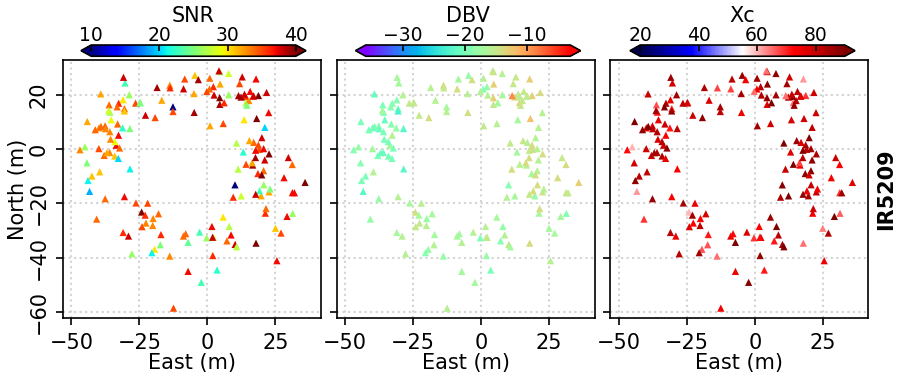 SNR DBV Xc
10 20 30 40 −30 −20 −10 20 40 60 80
20
0
−20
−40
−60
North (m)
IR5209
−50 −25 0 25 −50 −25 0 25 −50 −25 0 25
East (m) East (m) East (m)